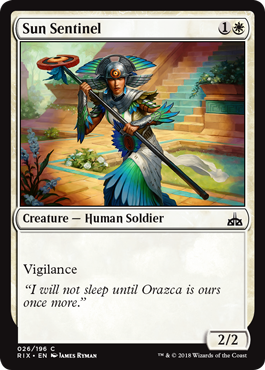 Sun Sentinel 1
Creature — Human Soldier
Vigilance
“I will not sleep until Orazca is ours
once more.”
2/2
026/196 C
RIX • EN JAMES RYMAN
™ & © 2018 Wizards of the Coast